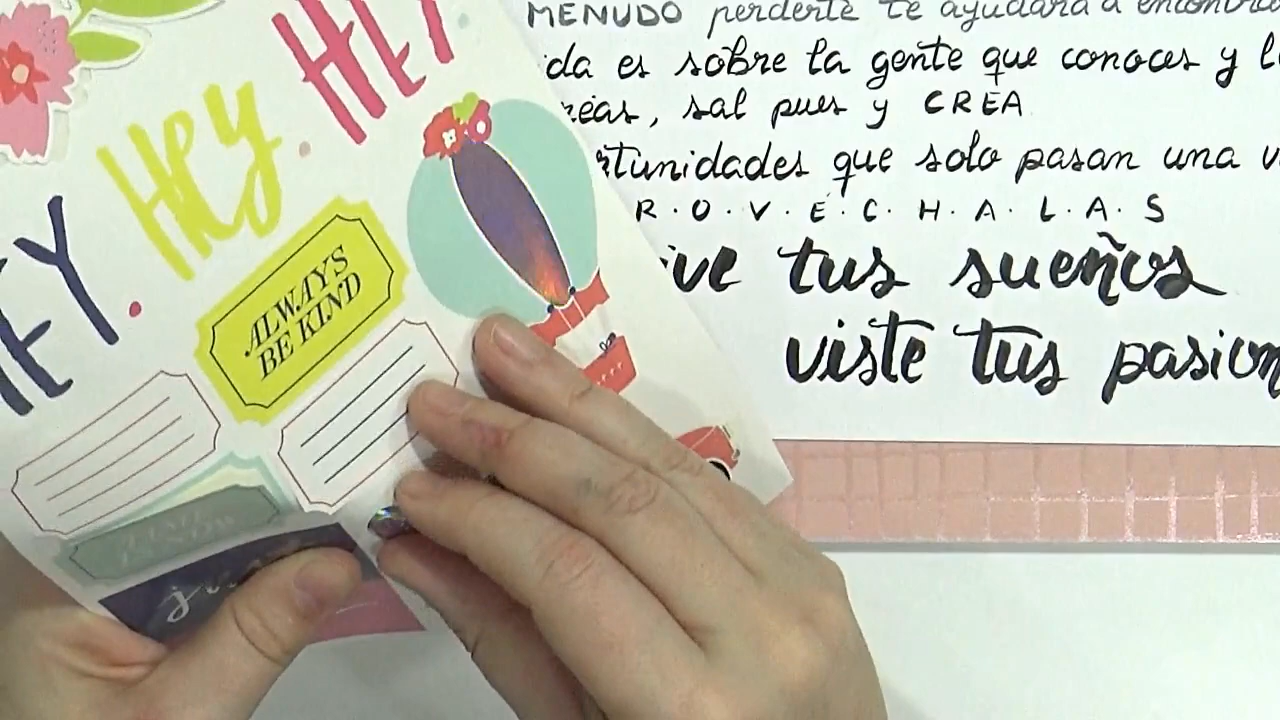 HEY.
Hey.
HEY.
ALWAYS
BE KIND
MENUDO perderte te ayudará a encontra
da es sobre la gente que conoces y l
reas, sal pues y CREA
rtunidades que solo pasan una v
R.O.V.E.C.H.A.L.A.S
ive tus sueños
viste tus pasion